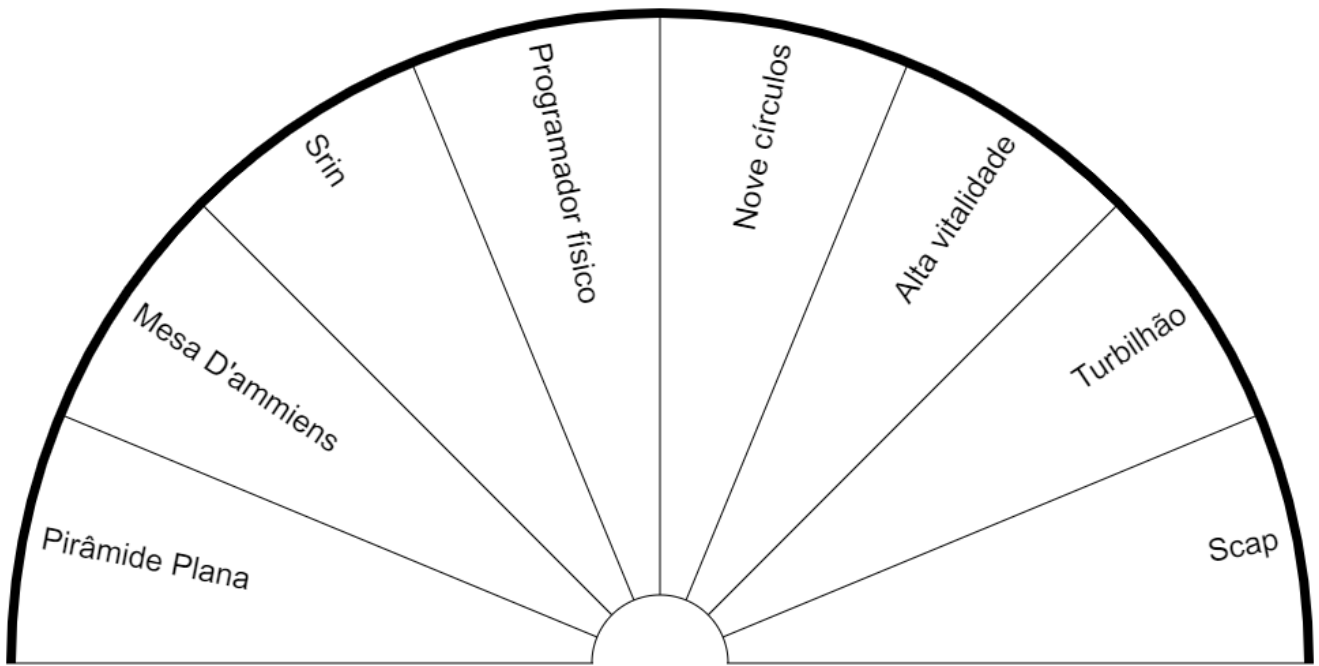 Pirâmide Plana
Mesa D'ammiens
Srin
Programador físico
Nove círculos
Alta vitalidade
Turbilhão
Scap